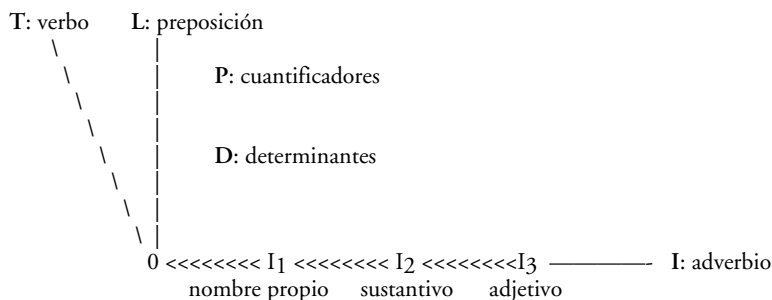 T: verbo L: preposición
P: cuantificadores
D: determinantes
0 <<<<<<<< I1 <<<<<<<< I2 <<<<<<<I3 ——————- I: adverbio
nombre propio sustantivo adjetivo